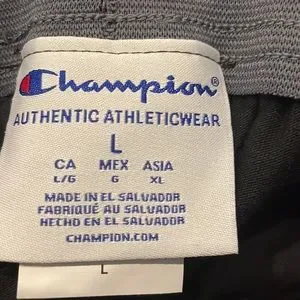 Champion®
AUTHENTIC ATHLETICWEAR
L
CA MEX ASIA
L/G G XL
MADE IN EL SALVADOR
FABRIQUÉ AU SALVADOR
HECHO EN EL SALVADOR
CHAMPION.COM
L